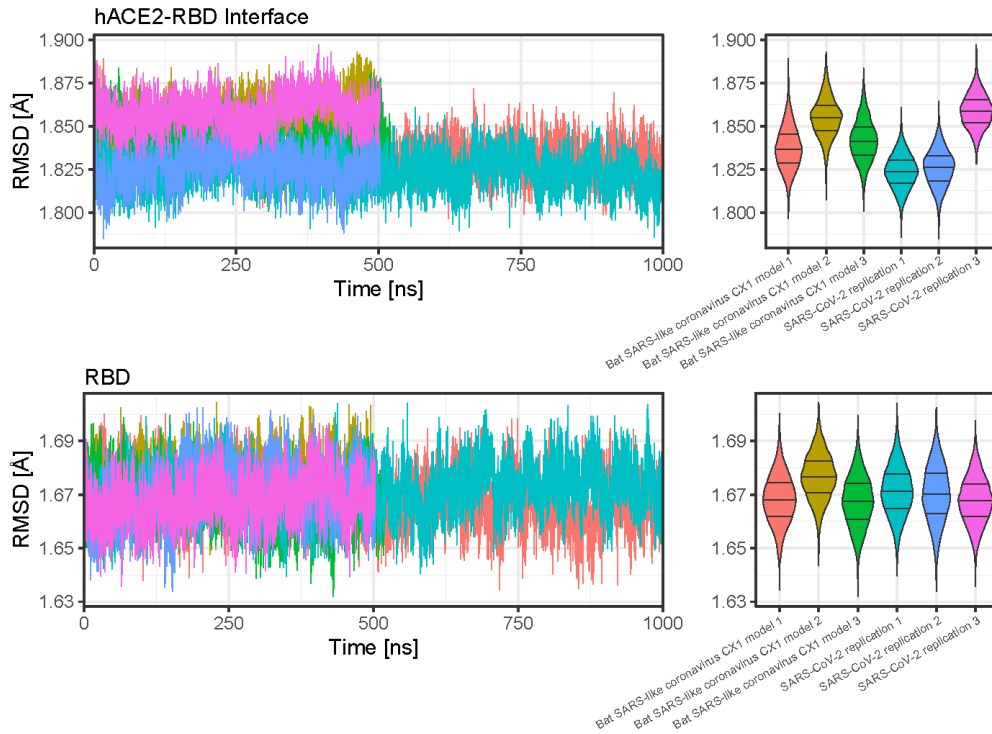 hACE2-RBD Interface
RMSD [Å]
1.900
1.875
1.850
1.825
1.800
0
250
500
750
1000
Time [ns]
1.900
1.875
1.850
1.825
1.800
Bat SARS-like coronavirus CX1 model 1
Bat SARS-like coronavirus CX1 model 2
Bat SARS-like coronavirus CX1 model 3
SARS-CoV-2 replication 1
SARS-CoV-2 replication 2
SARS-CoV-2 replication 3
RBD
RMSD [Å]
1.69
1.67
1.65
1.63
0
250
500
750
1000
Time [ns]
1.69
1.67
1.65
1.63
Bat SARS-like coronavirus CX1 model 1
Bat SARS-like coronavirus CX1 model 2
Bat SARS-like coronavirus CX1 model 3
SARS-CoV-2 replication 1
SARS-CoV-2 replication 2
SARS-CoV-2 replication 3